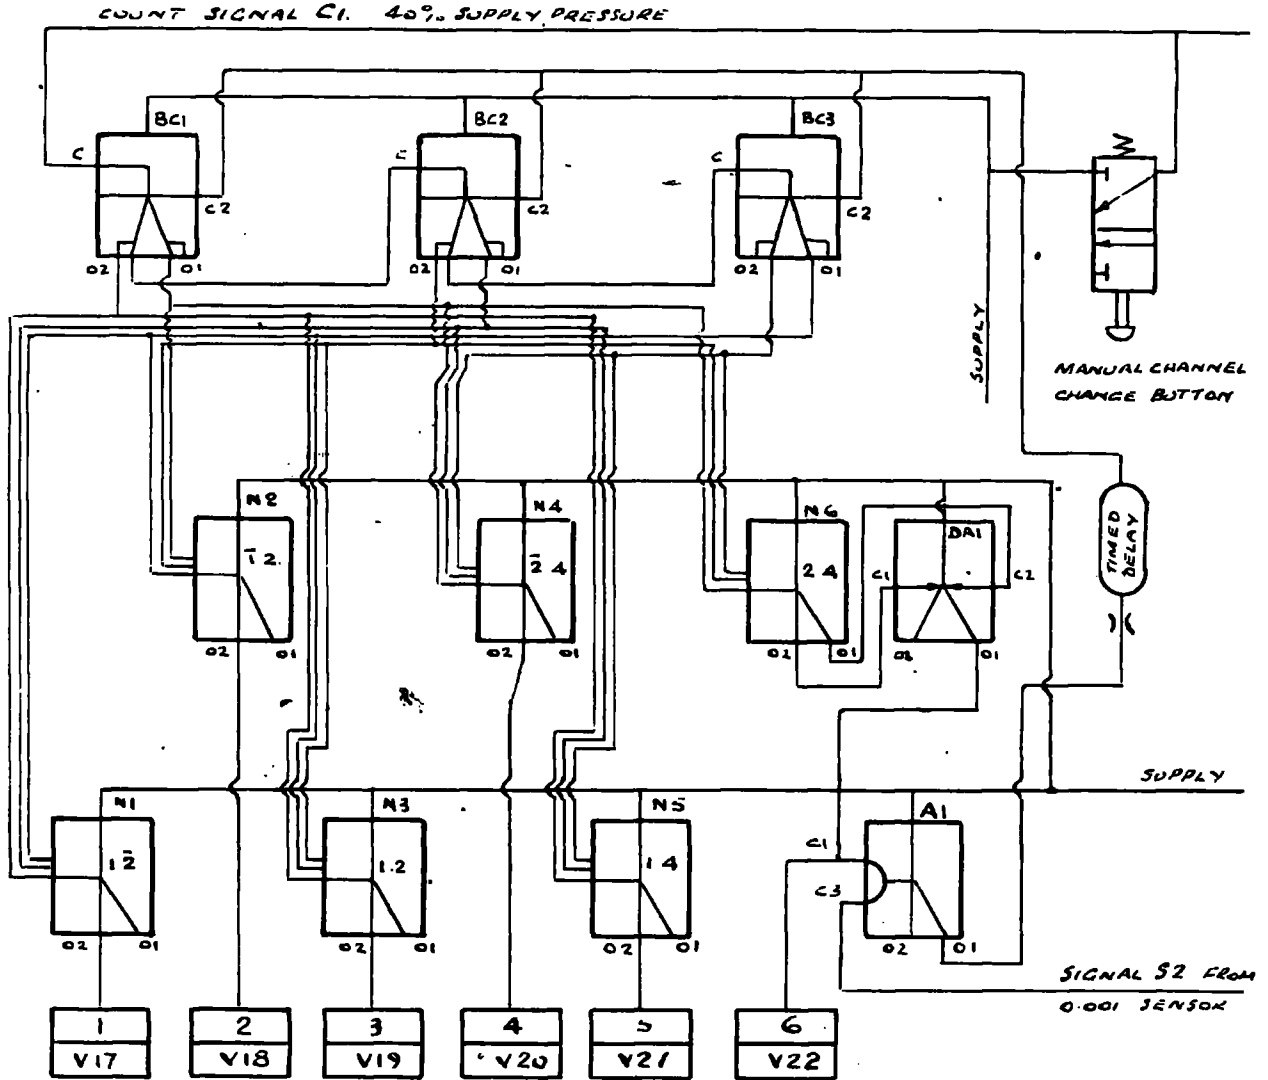 COUNT SIGNAL C1. 40% SUPPLY PRESSURE
BC1 BC2 BC3
C C
C2 C2 C2
O2 O1 O2 O1 O2 O1
SUPPLY
MANUAL CHANNEL
CHANGE BUTTON
N2 N4 N6 DA1
TIMED
DELAY
1̅ 2. 2̅ 4 2 4 C1 C2
O2 O1 O2 O1 O2 O1 O1
SUPPLY
N1 N3 N5 A1
C1
1 2̅ 1.2 1 4
C3
O2 O1 O2 O1 O2 O1 O2 O1
SIGNAL S2 FROM
0.001 SENSOR
1 2 3 4 5 6
V17 V18 V19 V20 V21 V22